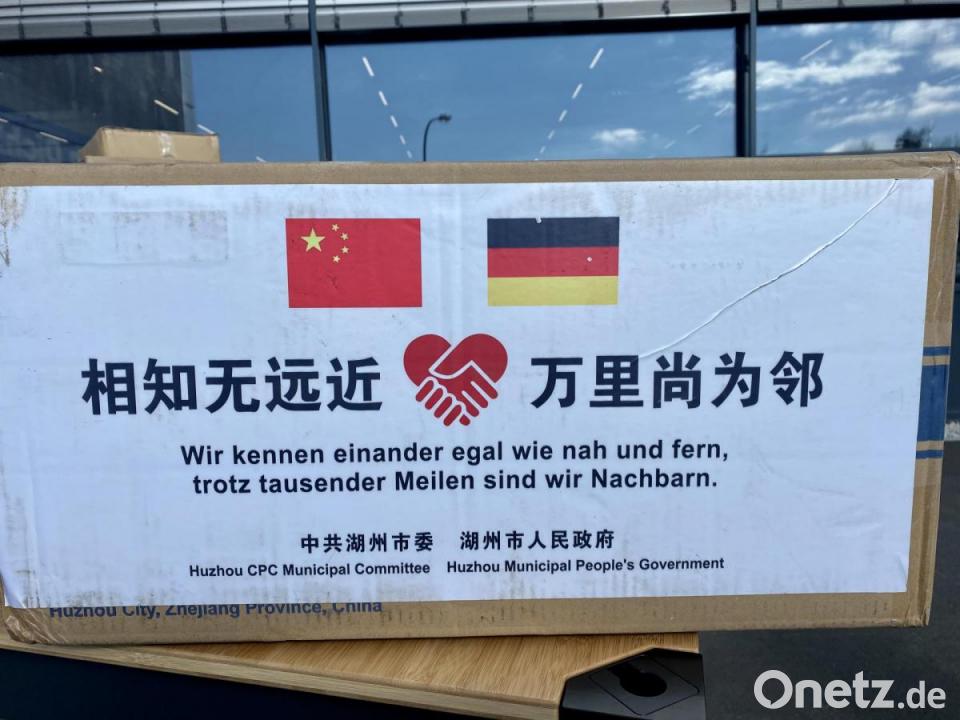 相知无远近 万里尚为邻
Wir kennen einander egal wie nah und fern,
trotz tausender Meilen sind wir Nachbarn.
中共湖州市委 湖州市人民政府
Huzhou CPC Municipal Committee Huzhou Municipal People's Government
Huzhou City, Zhejiang Province, China
Onetz.de